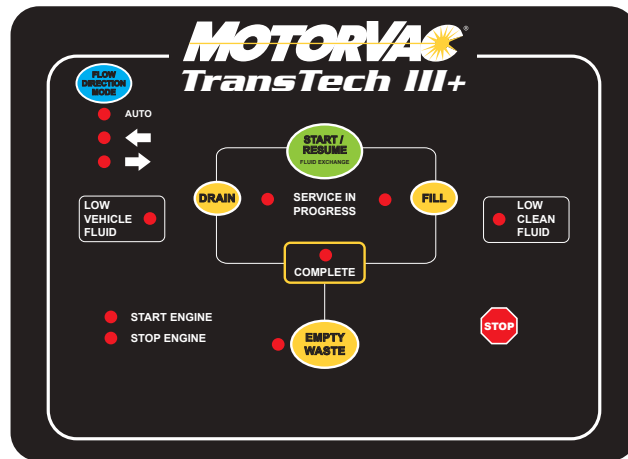 MOTORVAC®
TransTech III+
FLOW
DIRECTION
MODE
AUTO
START /
RESUME
FLUID EXCHANGE
DRAIN
SERVICE IN
PROGRESS
FILL
LOW
VEHICLE
FLUID
LOW
CLEAN
FLUID
COMPLETE
START ENGINE
STOP ENGINE
EMPTY
WASTE
STOP